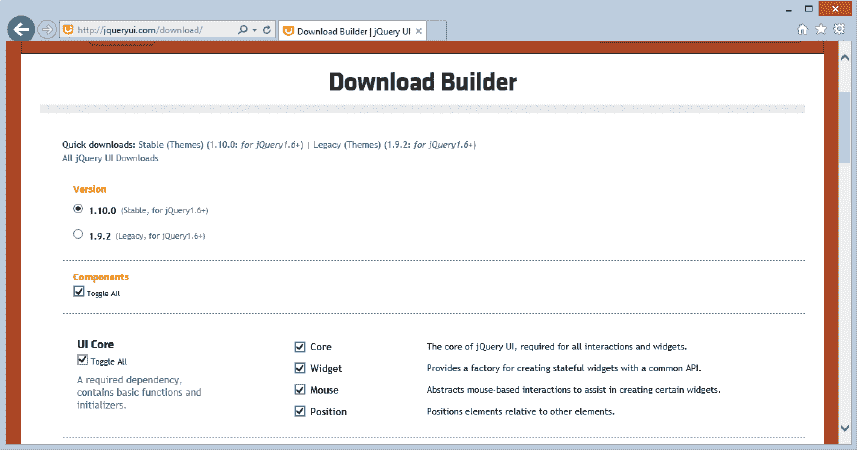 http://jqueryui.com/download/
Download Builder | jQuery UI
Download Builder
Quick downloads: Stable (Themes) (1.10.0: for jQuery1.6+) | Legacy (Themes) (1.9.2: for jQuery1.6+)
All jQuery UI Downloads
Version
1.10.0 (Stable, for jQuery1.6+)
1.9.2 (Legacy, for jQuery1.6+)
Components
Toggle All
UI Core
Toggle All
A required dependency,
contains basic functions and
initializers.
Core The core of jQuery UI, required for all interactions and widgets.
Widget Provides a factory for creating stateful widgets with a common API.
Mouse Abstracts mouse-based interactions to assist in creating certain widgets.
Position Positions elements relative to other elements.